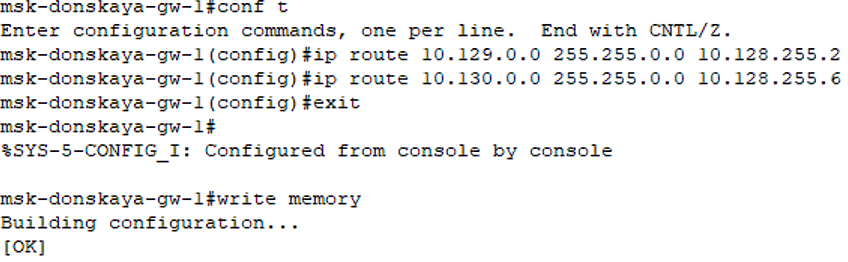 msk-donskaya-gw-1#conf t
Enter configuration commands, one per line.  End with CNTL/Z.
msk-donskaya-gw-1(config)#ip route 10.129.0.0 255.255.0.0 10.128.255.2
msk-donskaya-gw-1(config)#ip route 10.130.0.0 255.255.0.0 10.128.255.6
msk-donskaya-gw-1(config)#exit
msk-donskaya-gw-1#
%SYS-5-CONFIG_I: Configured from console by console
msk-donskaya-gw-1#write memory
Building configuration...
[OK]